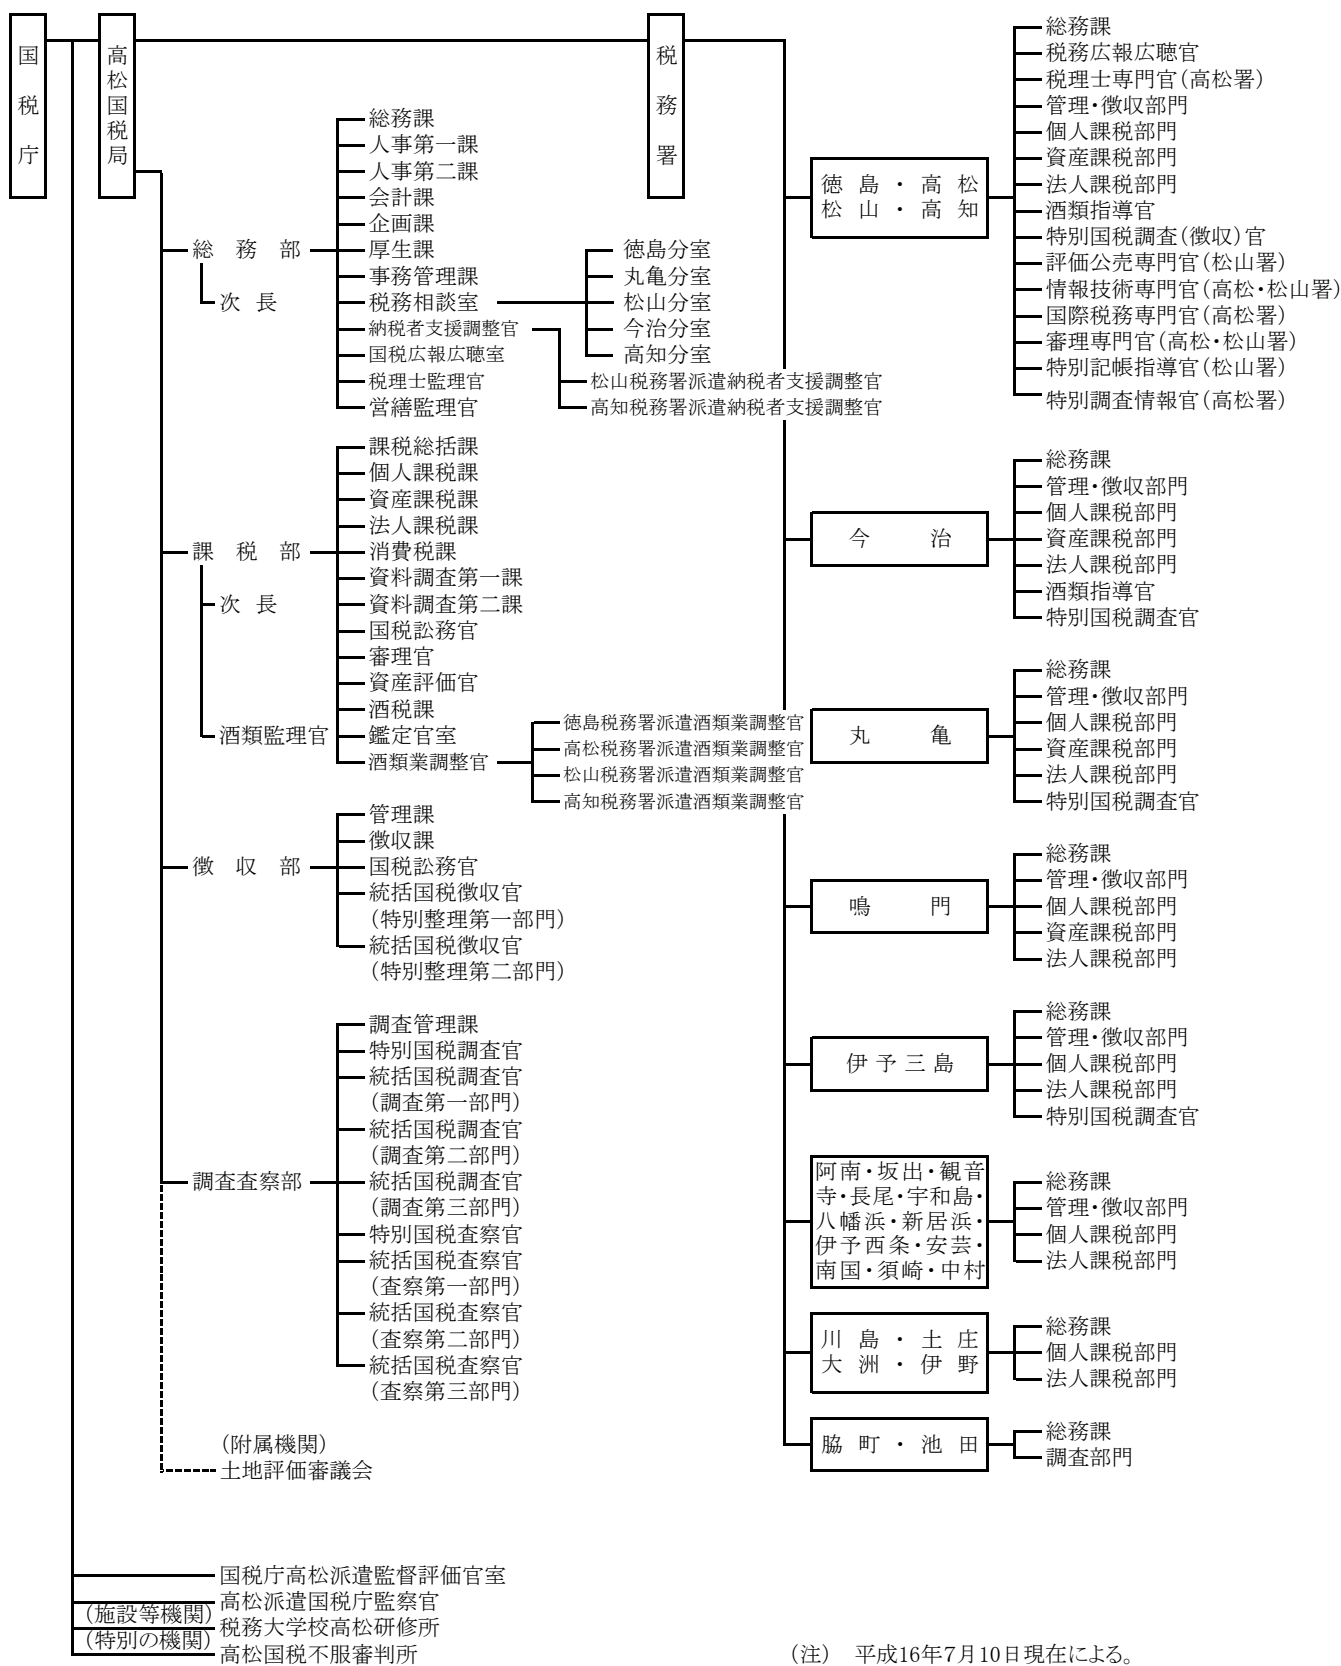 国税庁
高松国税局
総務部
次長
総務課
人事第一課
人事第二課
会計課
企画課
厚生課
事務管理課
税務相談室
納税者支援調整官
国税広報広聴室
税理士監理官
営繕監理官
徳島分室
丸亀分室
松山分室
今治分室
高知分室
松山税務署派遣納税者支援調整官
高知税務署派遣納税者支援調整官
課税部
次長
酒類監理官
課税総括課
個人課税課
資産課税課
法人課税課
消費税課
資料調査第一課
資料調査第二課
国税訟務官
審理官
資産評価官
酒税課
鑑定官室
酒類業調整官
徳島税務署派遣酒類業調整官
高松税務署派遣酒類業調整官
松山税務署派遣酒類業調整官
高知税務署派遣酒類業調整官
徴収部
管理課
徴収課
国税訟務官
統括国税徴収官
(特別整理第一部門)
統括国税徴収官
(特別整理第二部門)
調査査察部
調査管理課
特別国税調査官
統括国税調査官
(調査第一部門)
統括国税調査官
(調査第二部門)
統括国税調査官
(調査第三部門)
特別国税査察官
統括国税査察官
(査察第一部門)
統括国税査察官
(査察第二部門)
統括国税査察官
(査察第三部門)
(附属機関)
土地評価審議会
国税庁高松派遣監督評価官室
高松派遣国税庁監察官
(施設等機関)
税務大学校高松研修所
(特別の機関)
高松国税不服審判所
税務署
徳島・高松
松山・高知
総務課
税務広報広聴官
税理士専門官(高松署)
管理・徴収部門
個人課税部門
資産課税部門
法人課税部門
酒類指導官
特別国税調査(徴収)官
評価公売専門官(松山署)
情報技術専門官(高松・松山署)
国際税務専門官(高松署)
審理専門官(高松・松山署)
特別記帳指導官(松山署)
特別調査情報官(高松署)
今治
総務課
管理・徴収部門
個人課税部門
資産課税部門
法人課税部門
酒類指導官
特別国税調査官
丸亀
総務課
管理・徴収部門
個人課税部門
資産課税部門
法人課税部門
特別国税調査官
鳴門
総務課
管理・徴収部門
個人課税部門
資産課税部門
法人課税部門
伊予三島
総務課
管理・徴収部門
個人課税部門
法人課税部門
特別国税調査官
阿南・坂出・観音
寺・長尾・宇和島・
八幡浜・新居浜・
伊予西条・安芸・
南国・須崎・中村
総務課
管理・徴収部門
個人課税部門
法人課税部門
川島・土庄
大洲・伊野
総務課
個人課税部門
法人課税部門
脇町・池田
総務課
調査部門
(注) 平成16年7月10日現在による。